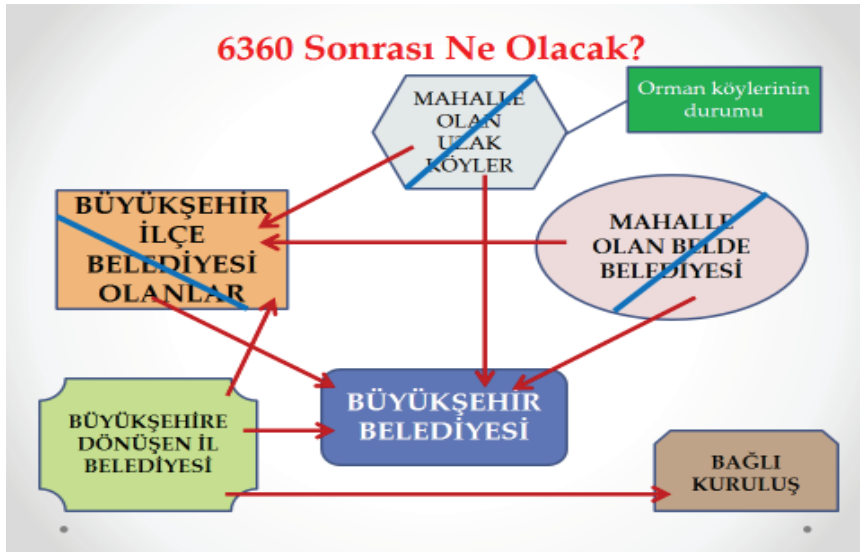 6360 Sonrası Ne Olacak?
MAHALLE
OLAN
UZAK
KÖYLER
Orman köylerinin
durumu
BÜYÜKŞEHİR
İLÇE
BELEDİYESİ
OLANLAR
MAHALLE
OLAN BELDE
BELEDİYESİ
BÜYÜKŞEHİRE
DÖNÜŞEN İL
BELEDİYESİ
BÜYÜKŞEHİR
BELEDİYESİ
BAĞLI
KURULUŞ